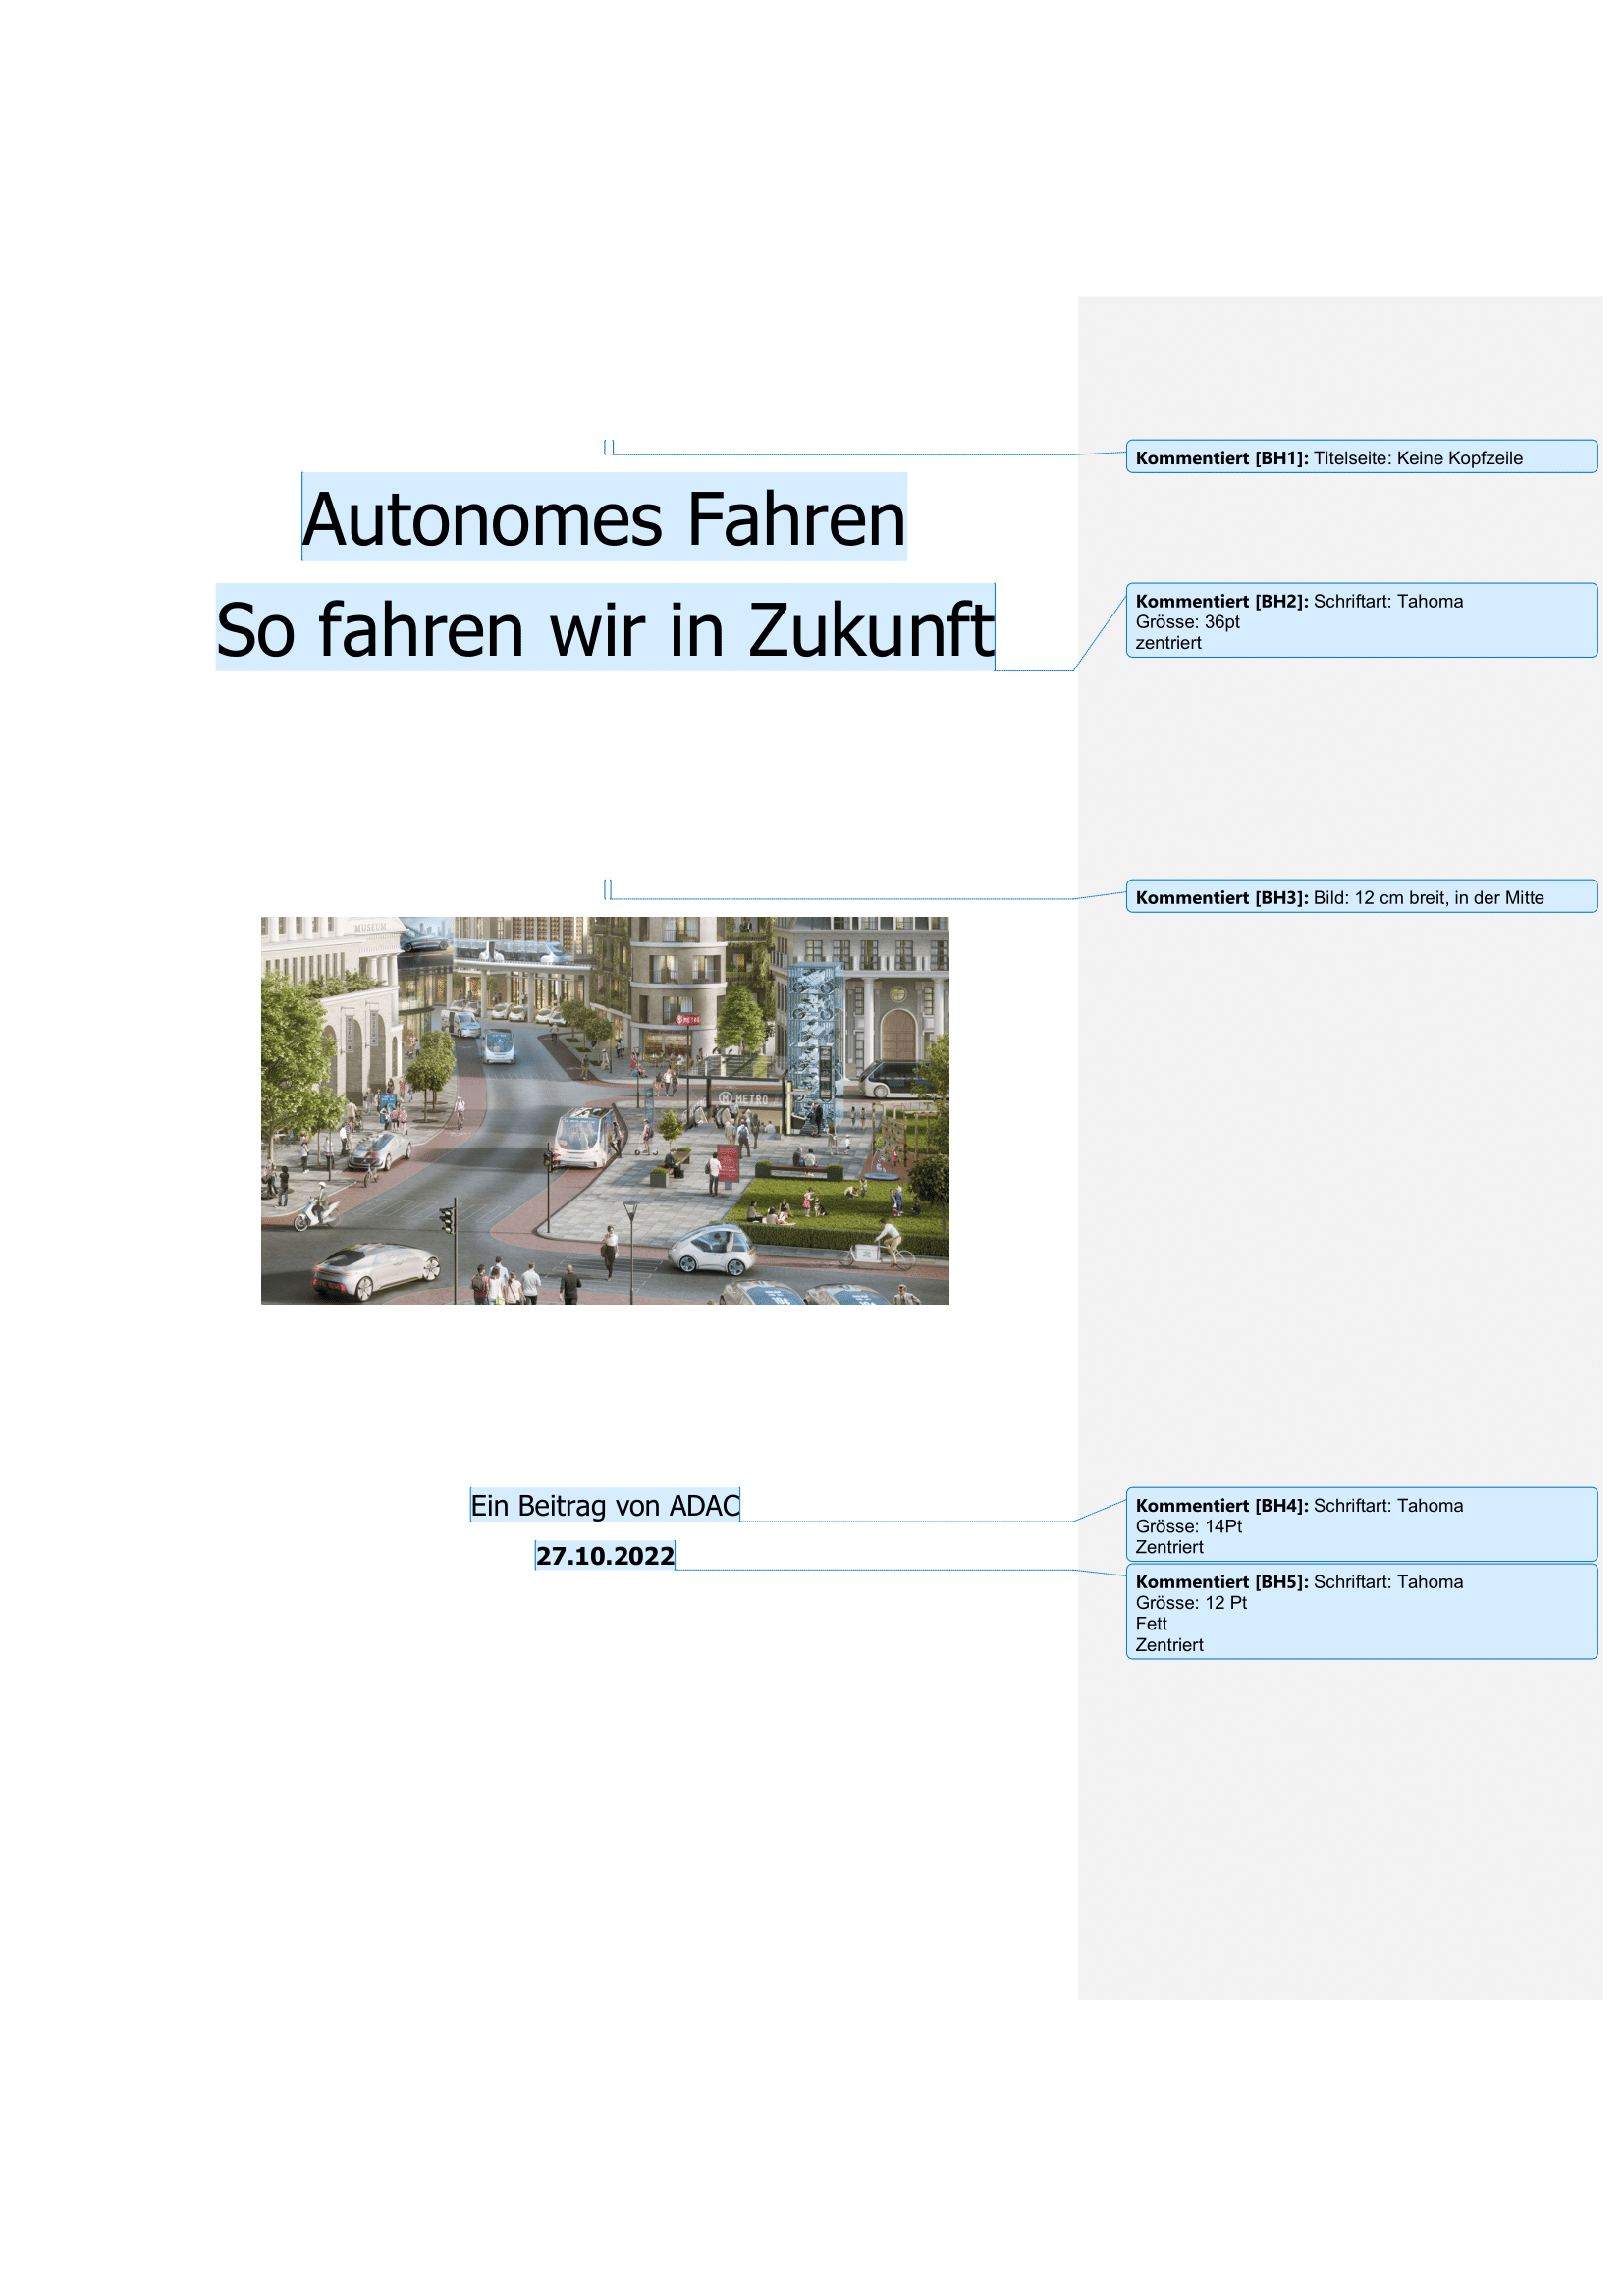 Kommentiert [BH1]: Titelseite: Keine Kopfzeile
Autonomes Fahren
So fahren wir in Zukunft
Kommentiert [BH2]: Schriftart: Tahoma
Grösse: 36pt
zentriert
Kommentiert [BH3]: Bild: 12 cm breit, in der Mitte
MUSEUM
METRO
METRO
Ein Beitrag von ADAC
Kommentiert [BH4]: Schriftart: Tahoma
Grösse: 14Pt
Zentriert
27.10.2022
Kommentiert [BH5]: Schriftart: Tahoma
Grösse: 12 Pt
Fett
Zentriert